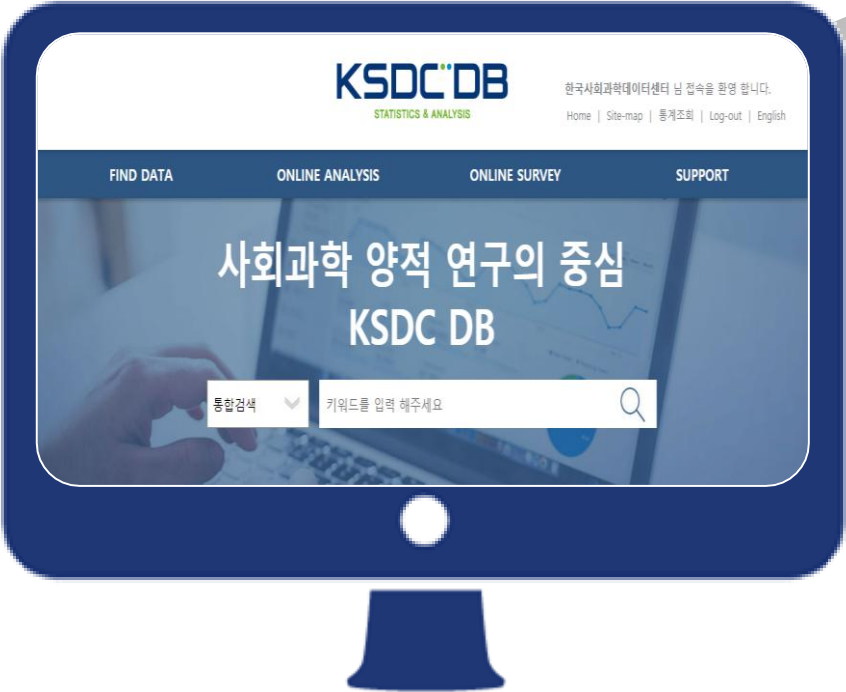 KSDC DB
STATISTICS & ANALYSIS
한국사회과학데이터센터 님 접속을 환영 합니다.
Home | Site-map | 통계조회 | Log-out | English
FIND DATA ONLINE ANALYSIS ONLINE SURVEY SUPPORT
사회과학 양적 연구의 중심
KSDC DB
통합검색 키워드를 입력 해주세요